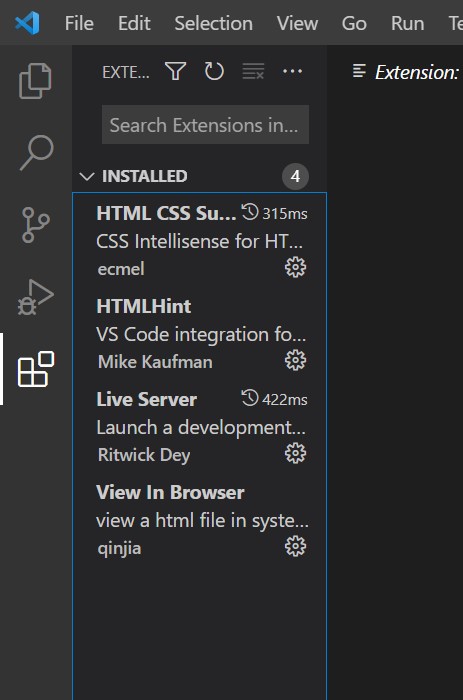 File Edit Selection View Go Run Te
EXTE...
Extension:
Search Extensions in...
INSTALLED 4
HTML CSS Su... 315ms
CSS Intellisense for HT...
ecmel
HTMLHint
VS Code integration fo...
Mike Kaufman
Live Server 422ms
Launch a development...
Ritwick Dey
View In Browser
view a html file in syste...
qinjia